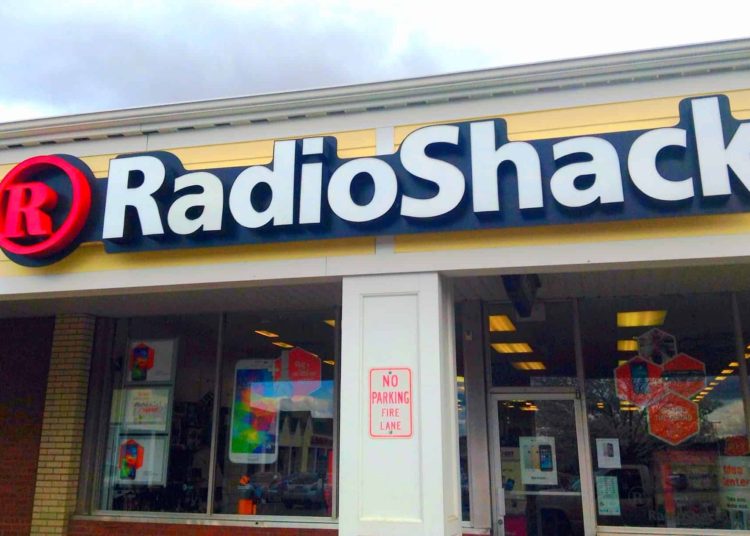 R RadioShack
NO
PARKING
FIRE
LANE